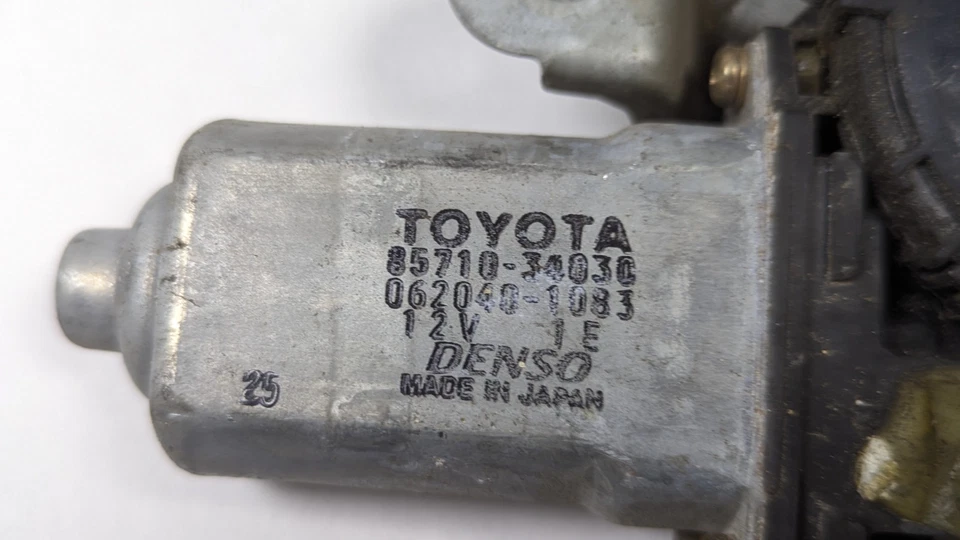 TOYOTA
85710-34030
062040-1083
12V 1E
DENSO
MADE IN JAPAN
25